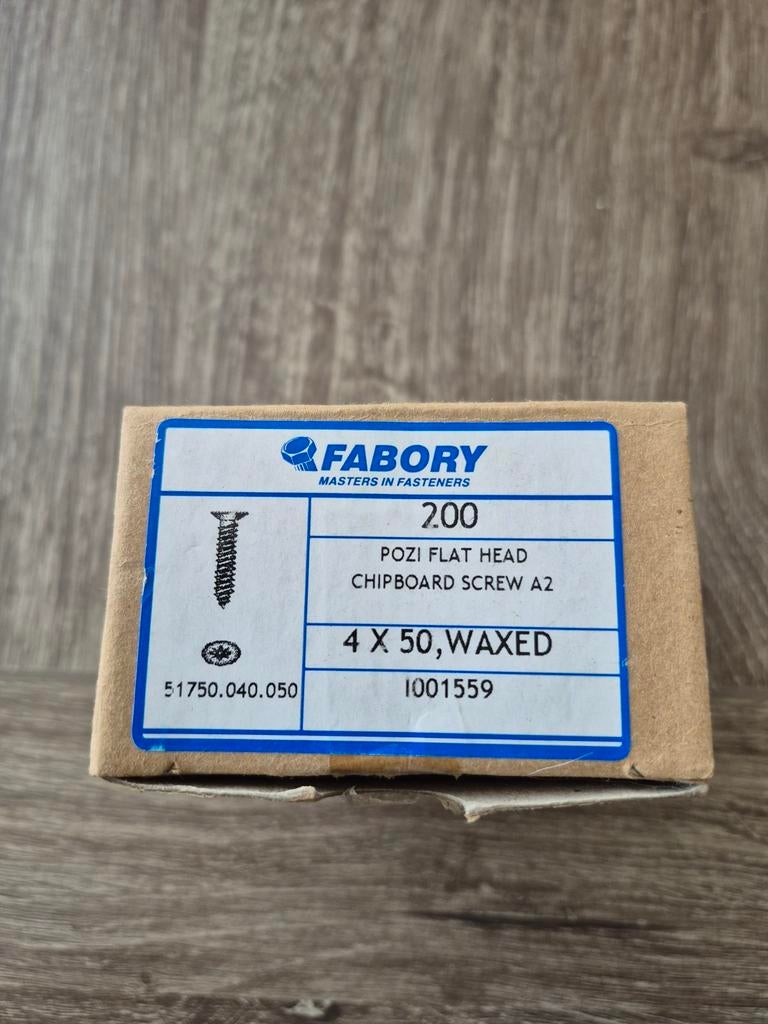 FABORY
MASTERS IN FASTENERS
200
POZI FLAT HEAD
CHIPBOARD SCREW A2
4 X 50,WAXED
51750.040.050
1001559